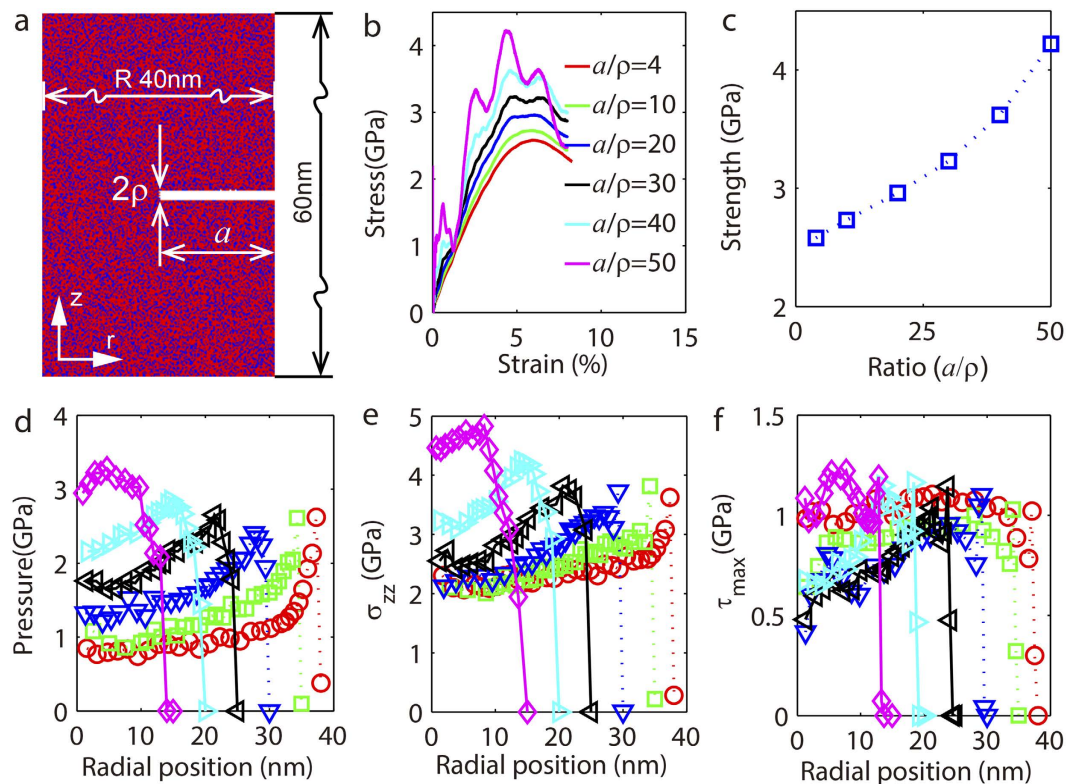 a
R 40nm
2ρ
a
60nm
z
r
b
Stress(GPa)
5
4
3
2
1
0
0
5
10
15
Strain (%)
a/ρ=4
a/ρ=10
a/ρ=20
a/ρ=30
a/ρ=40
a/ρ=50
c
Strength (GPa)
4
3
2
0
25
50
Ratio (a/ρ)
d
Pressure(GPa)
4
3
2
1
0
0
10
20
30
40
Radial position (nm)
e
σzz(GPa)
5
4
3
2
1
0
0
10
20
30
40
Radial position (nm)
f
τmax(GPa)
1.5
1
0.5
0
0
10
20
30
40
Radial position (nm)